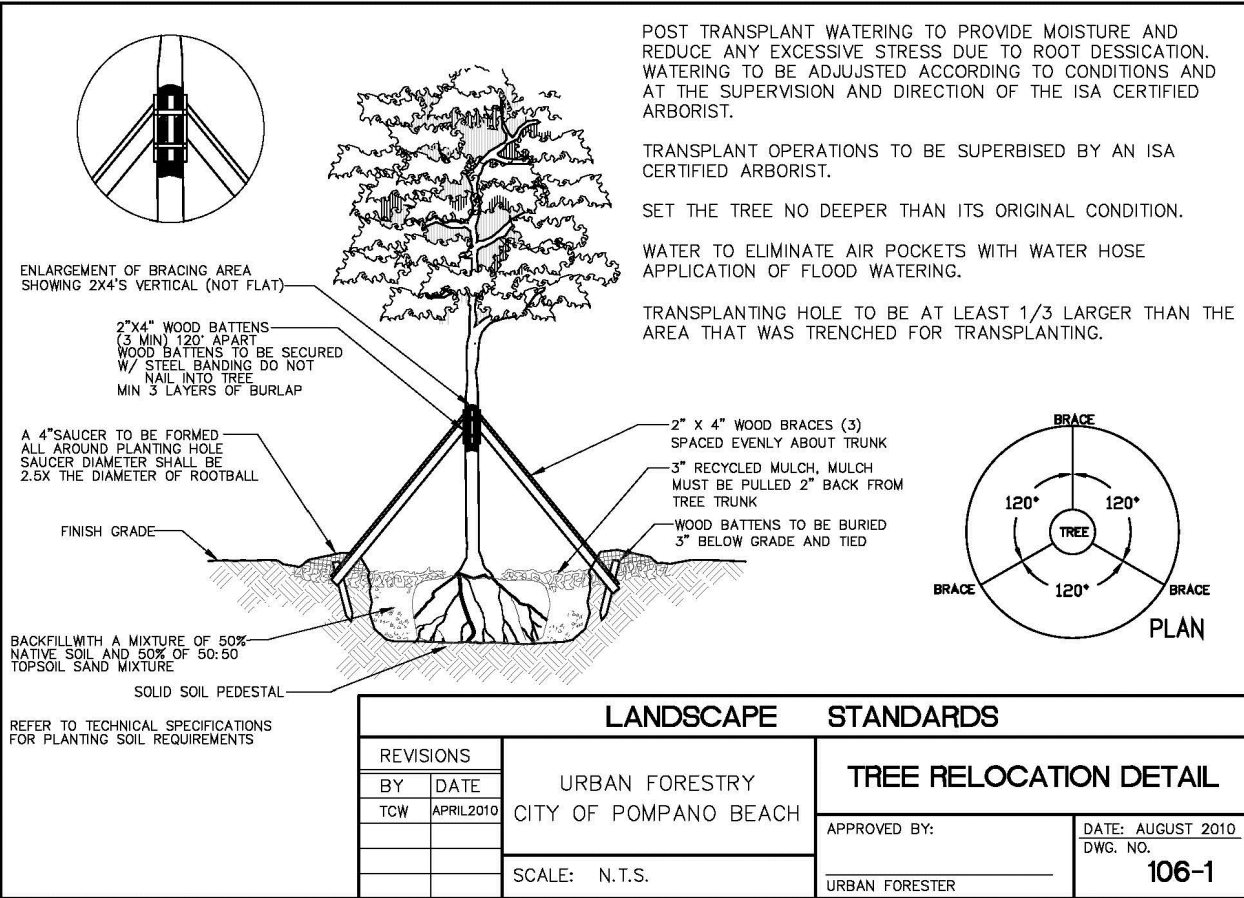 POST TRANSPLANT WATERING TO PROVIDE MOISTURE AND
REDUCE ANY EXCESSIVE STRESS DUE TO ROOT DESSICATION.
WATERING TO BE ADJUJSTED ACCORDING TO CONDITIONS AND
AT THE SUPERVISION AND DIRECTION OF THE ISA CERTIFIED
ARBORIST.
TRANSPLANT OPERATIONS TO BE SUPERBISED BY AN ISA
CERTIFIED ARBORIST.
SET THE TREE NO DEEPER THAN ITS ORIGINAL CONDITION.
WATER TO ELIMINATE AIR POCKETS WITH WATER HOSE
APPLICATION OF FLOOD WATERING.
TRANSPLANTING HOLE TO BE AT LEAST 1/3 LARGER THAN THE
AREA THAT WAS TRENCHED FOR TRANSPLANTING.
ENLARGEMENT OF BRACING AREA
SHOWING 2X4'S VERTICAL (NOT FLAT)
2"X4" WOOD BATTENS
(3 MIN) 120° APART
WOOD BATTENS TO BE SECURED
W/ STEEL BANDING DO NOT
NAIL INTO TREE
MIN 3 LAYERS OF BURLAP
A 4"SAUCER TO BE FORMED
ALL AROUND PLANTING HOLE
SAUCER DIAMETER SHALL BE
2.5X THE DIAMETER OF ROOTBALL
FINISH GRADE
BACKFILLWITH A MIXTURE OF 50%
NATIVE SOIL AND 50% OF 50:50
TOPSOIL SAND MIXTURE
SOLID SOIL PEDESTAL
REFER TO TECHNICAL SPECIFICATIONS
FOR PLANTING SOIL REQUIREMENTS
2" X 4" WOOD BRACES (3)
SPACED EVENLY ABOUT TRUNK
3" RECYCLED MULCH, MULCH
MUST BE PULLED 2" BACK FROM
TREE TRUNK
WOOD BATTENS TO BE BURIED
3" BELOW GRADE AND TIED
BRACE
120°
120°
TREE
120°
BRACE
BRACE
PLAN
LANDSCAPE STANDARDS
REVISIONS
BY DATE
TCW APRIL2010
URBAN FORESTRY
CITY OF POMPANO BEACH
SCALE: N.T.S.
TREE RELOCATION DETAIL
APPROVED BY:
URBAN FORESTER
DATE: AUGUST 2010
DWG. NO.
106-1